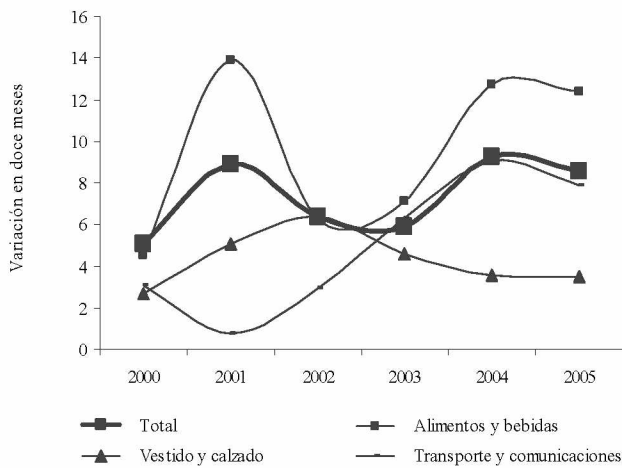 Variación en doce meses
16
14
12
10
8
6
4
2
0
2000 2001 2002 2003 2004 2005
Total
Alimentos y bebidas
Vestido y calzado
Transporte y comunicaciones